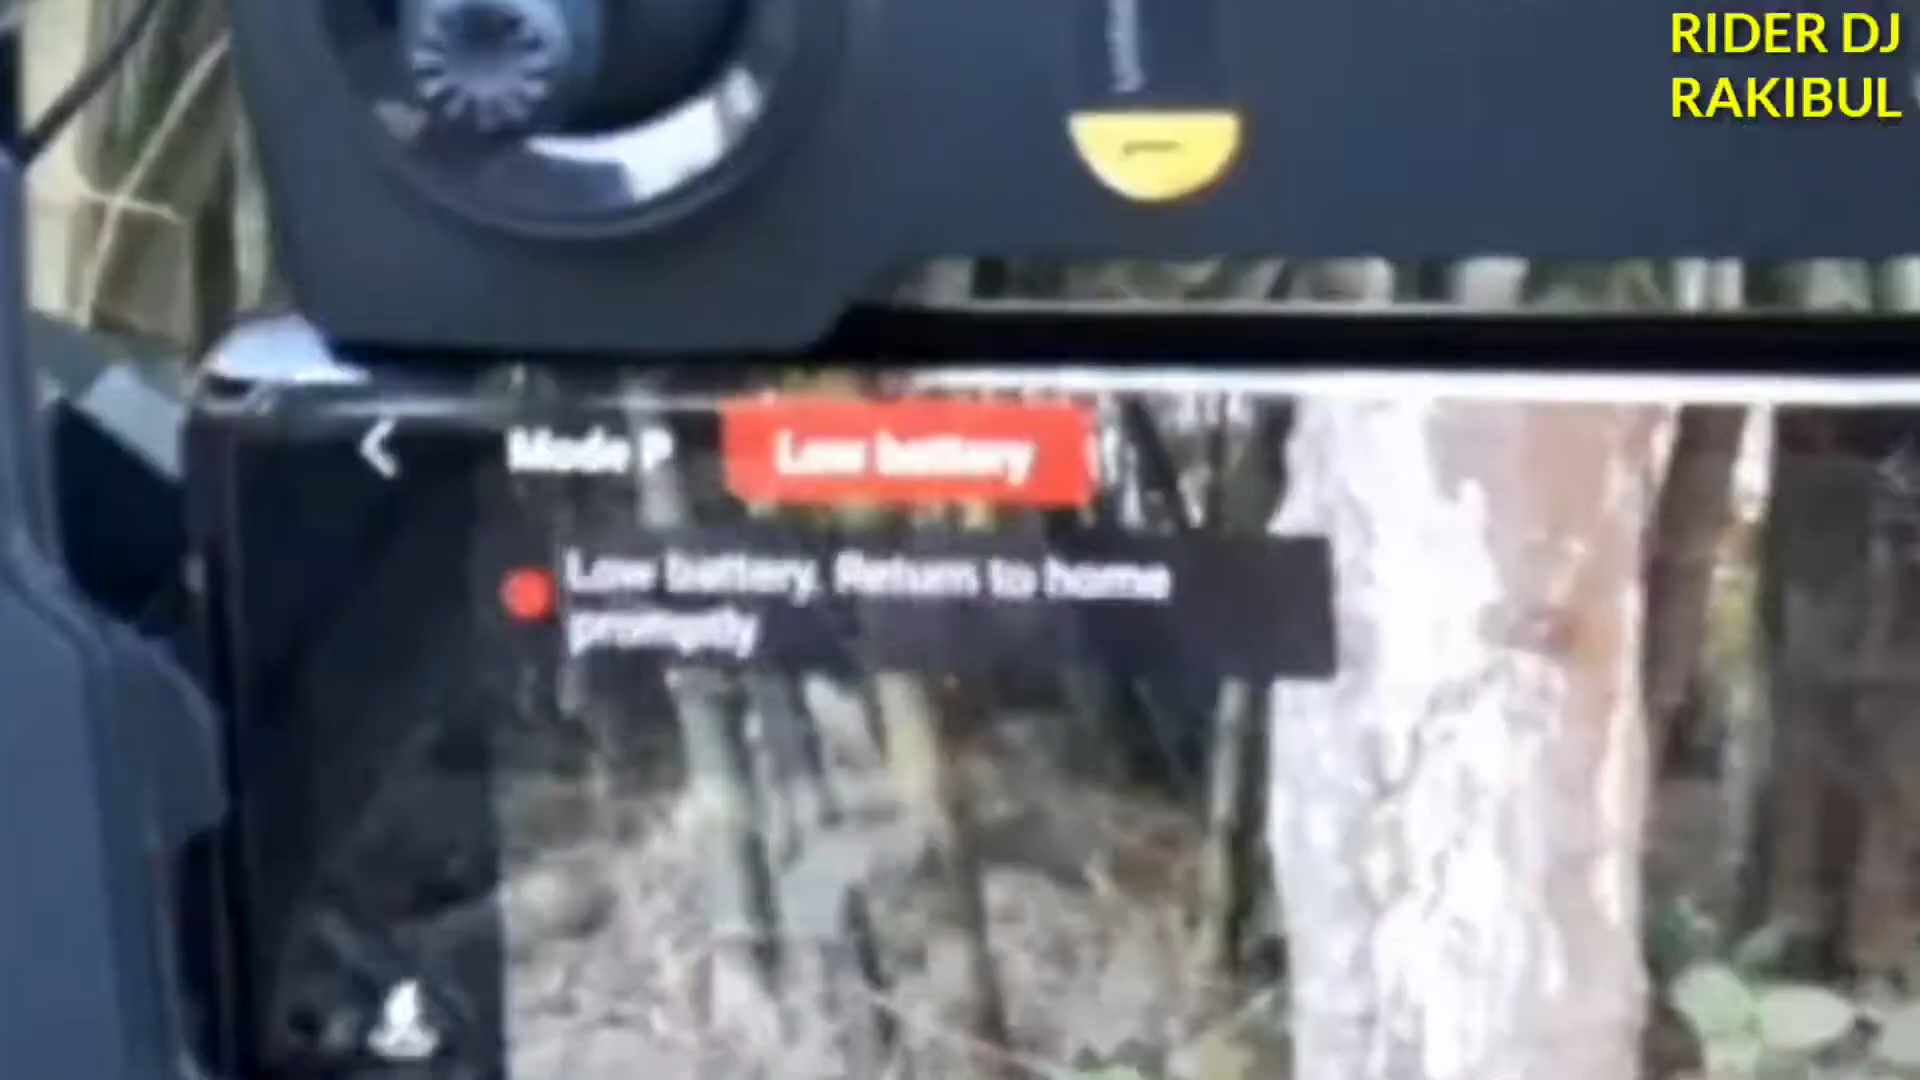 RIDER DJ
RAKIBUL
Mode P
Low battery
Low battery. Return to home
promptly